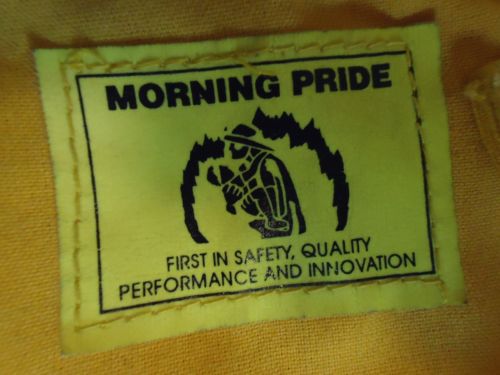 MORNING PRIDE
FIRST IN SAFETY, QUALITY
PERFORMANCE AND INNOVATION